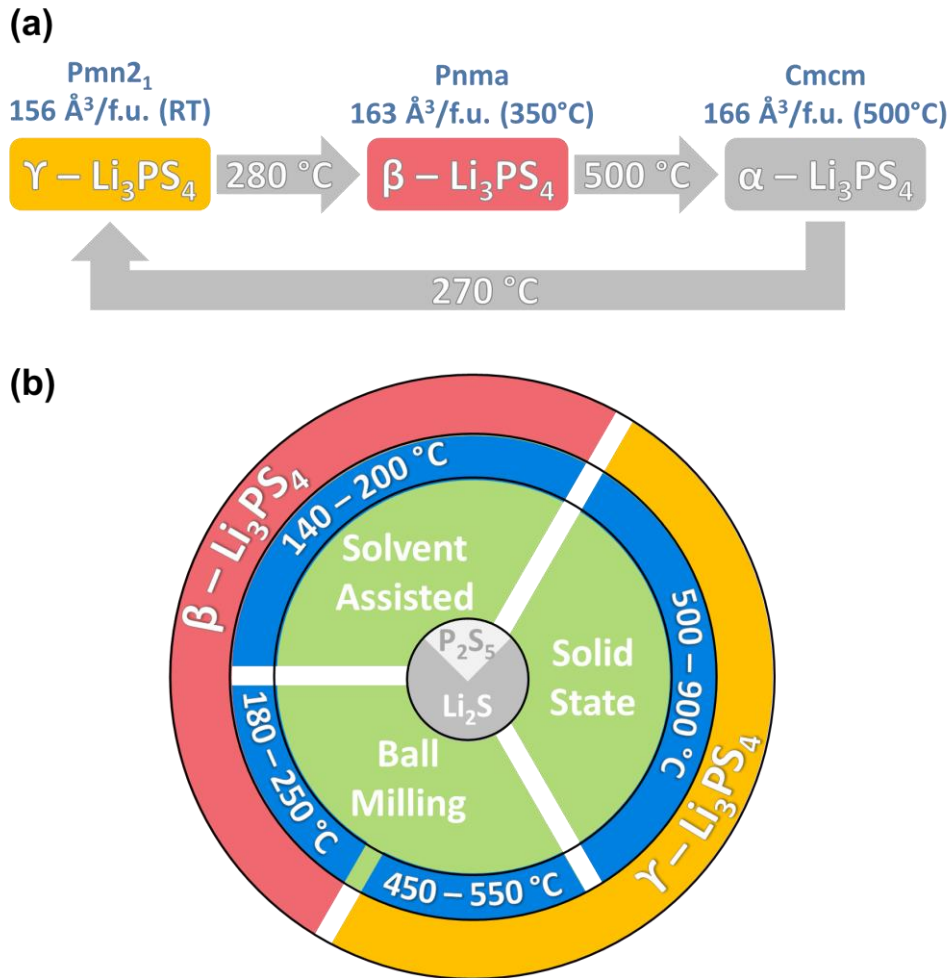 (a)
Pmn2₁
156 Å³/f.u. (RT)
Pnma
163 Å³/f.u. (350°C)
Cmcm
166 Å³/f.u. (500°C)
ϒ – Li₃PS₄
280 °C
β – Li₃PS₄
500 °C
α – Li₃PS₄
270 °C
(b)
β – Li₃PS₄
140 – 200 °C
Solvent
Assisted
P₂S₅
Li₂S
Solid
State
500 – 900 °C
ϒ – Li₃PS₄
Ball
Milling
180 – 250 °C
450 – 550 °C